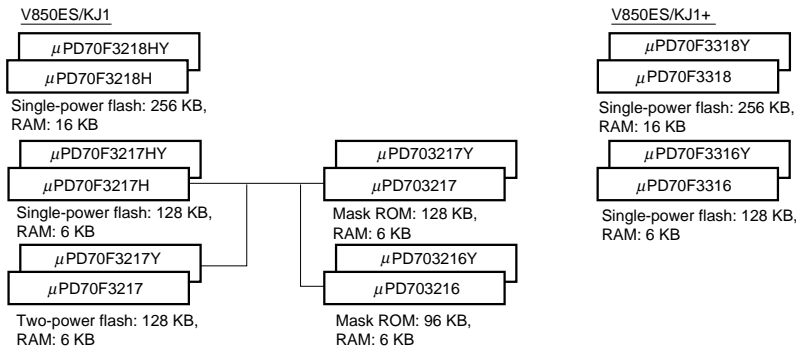 V850ES/KJ1
μPD70F3218HY
μPD70F3218H
Single-power flash: 256 KB,
RAM: 16 KB
μPD70F3217HY
μPD70F3217H
Single-power flash: 128 KB,
RAM: 6 KB
μPD70F3217Y
μPD70F3217
Two-power flash: 128 KB,
RAM: 6 KB
μPD703217Y
μPD703217
Mask ROM: 128 KB,
RAM: 6 KB
μPD703216Y
μPD703216
Mask ROM: 96 KB,
RAM: 6 KB
V850ES/KJ1+
μPD70F3318Y
μPD70F3318
Single-power flash: 256 KB,
RAM: 16 KB
μPD70F3316Y
μPD70F3316
Single-power flash: 128 KB,
RAM: 6 KB